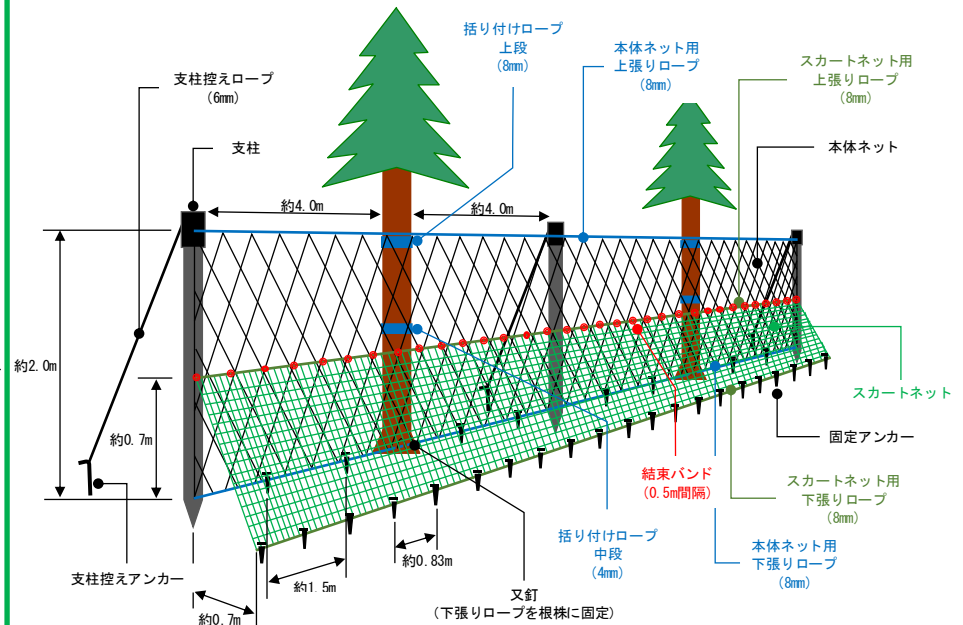 括り付けロープ
上段
(8mm)
本体ネット用
上張りロープ
(8mm)
スカートネット用
上張りロープ
(8mm)
支柱控えロープ
(6mm)
支柱
本体ネット
約4.0m
約4.0m
約2.0m
約0.7m
スカートネット
固定アンカー
結束バンド
(0.5m間隔)
スカートネット用
下張りロープ
(8mm)
括り付けロープ
中段
(4mm)
本体ネット用
下張りロープ
(8mm)
約0.83m
支柱控えアンカー
約1.5m
又釘
(下張りロープを根株に固定)
約0.7m